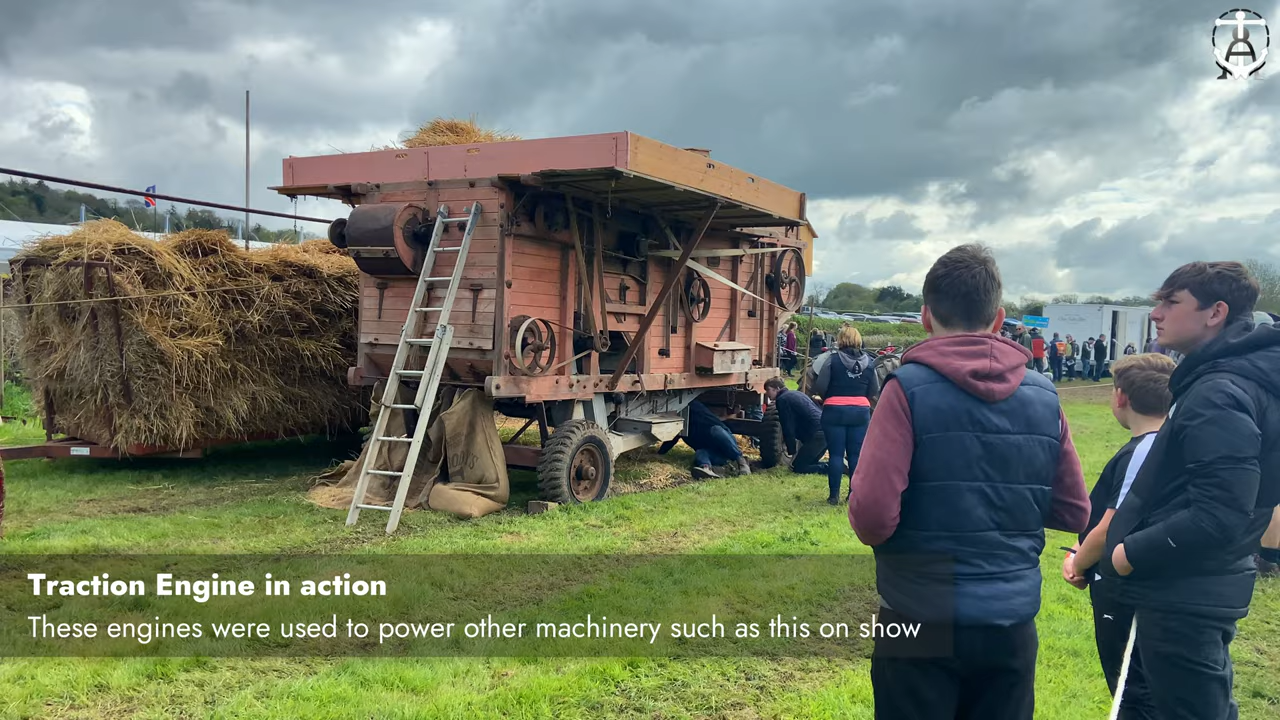 Traction Engine in action
These engines were used to power other machinery such as this on show